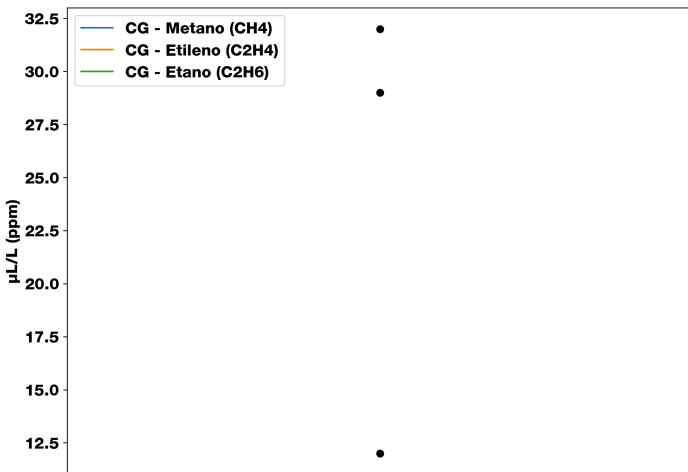 32.5
CG - Metano (CH4)
CG - Etileno (C2H4)
30.0
CG - Etano (C2H6)
27.5
25.0
22.5
µL/L (ppm)
20.0
17.5
15.0
12.5